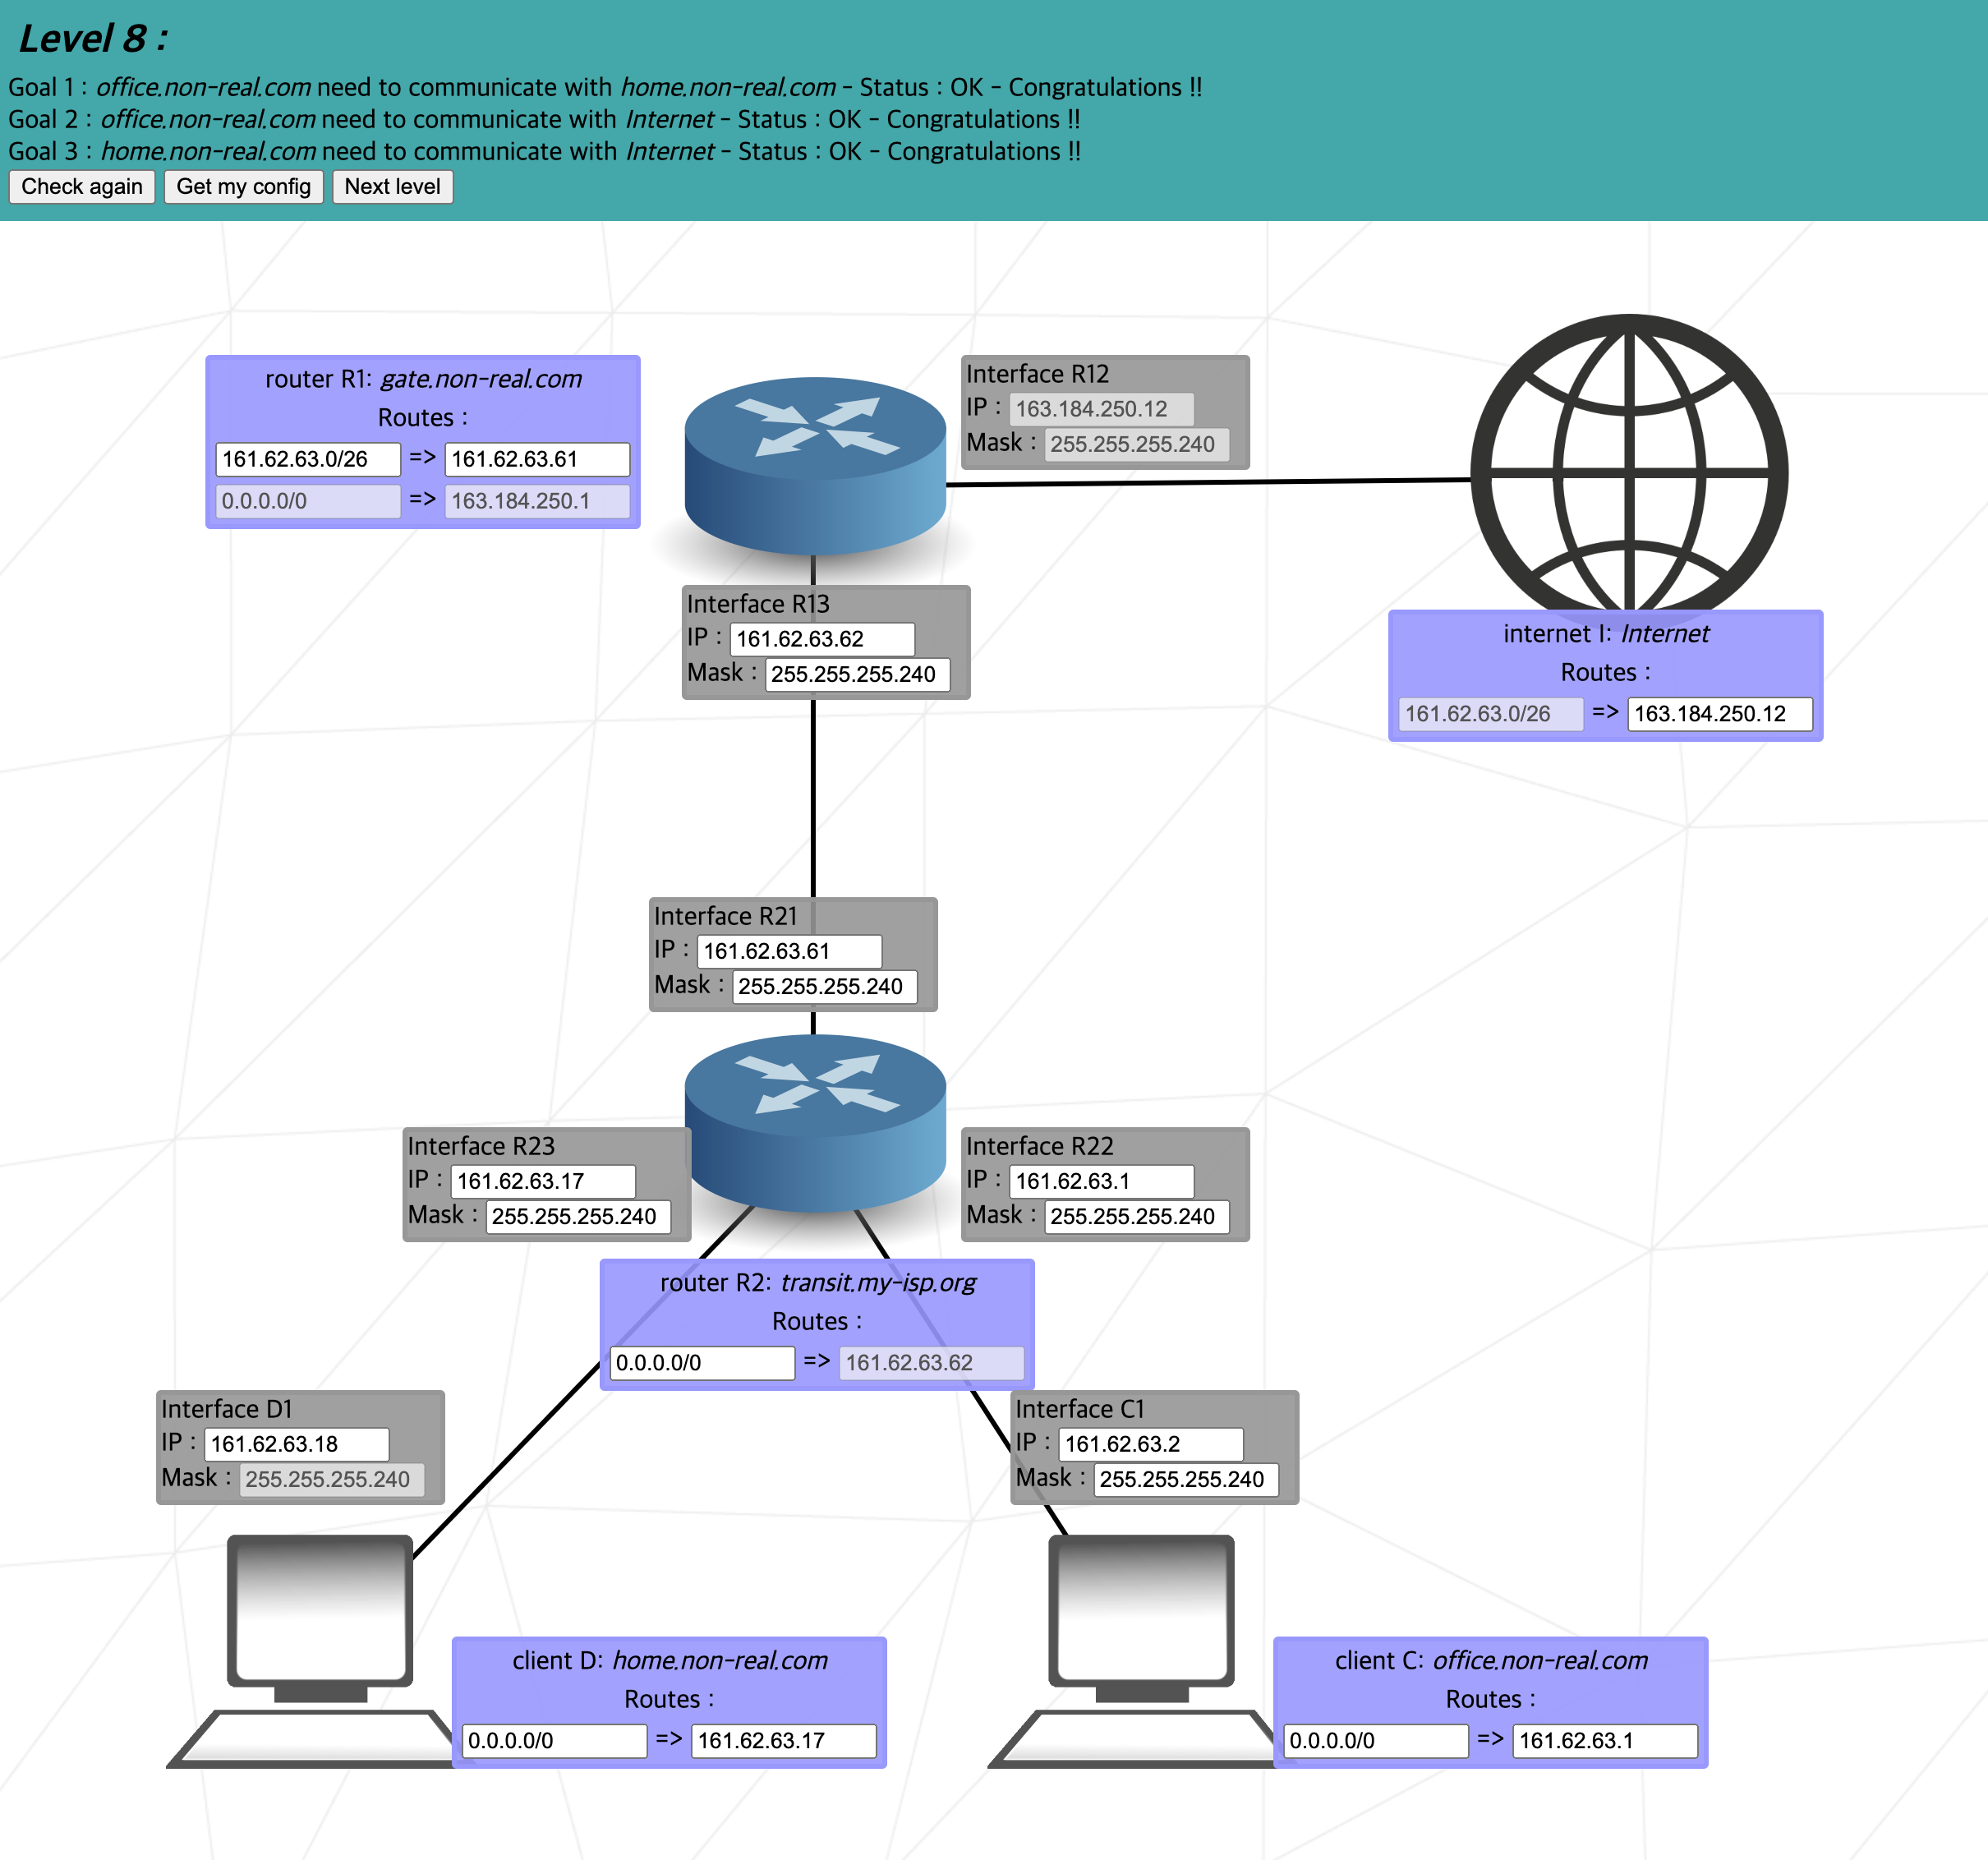 Level 8 :
Goal 1 : office.non-real.com need to communicate with home.non-real.com - Status : OK - Congratulations !!
Goal 2 : office.non-real.com need to communicate with Internet - Status : OK - Congratulations !!
Goal 3 : home.non-real.com need to communicate with Internet - Status : OK - Congratulations !!
Check again Get my config Next level
router R1: gate.non-real.com
Routes :
161.62.63.0/26 => 161.62.63.61
0.0.0.0/0 => 163.184.250.1
Interface R12
IP : 163.184.250.12
Mask : 255.255.255.240
Interface R13
IP : 161.62.63.62
Mask : 255.255.255.240
internet I: Internet
Routes :
161.62.63.0/26 => 163.184.250.12
Interface R21
IP : 161.62.63.61
Mask : 255.255.255.240
Interface R23
IP : 161.62.63.17
Mask : 255.255.255.240
Interface R22
IP : 161.62.63.1
Mask : 255.255.255.240
router R2: transit.my-isp.org
Routes :
0.0.0.0/0 => 161.62.63.62
Interface D1
IP : 161.62.63.18
Mask : 255.255.255.240
Interface C1
IP : 161.62.63.2
Mask : 255.255.255.240
client D: home.non-real.com
Routes :
0.0.0.0/0 => 161.62.63.17
client C: office.non-real.com
Routes :
0.0.0.0/0 => 161.62.63.1